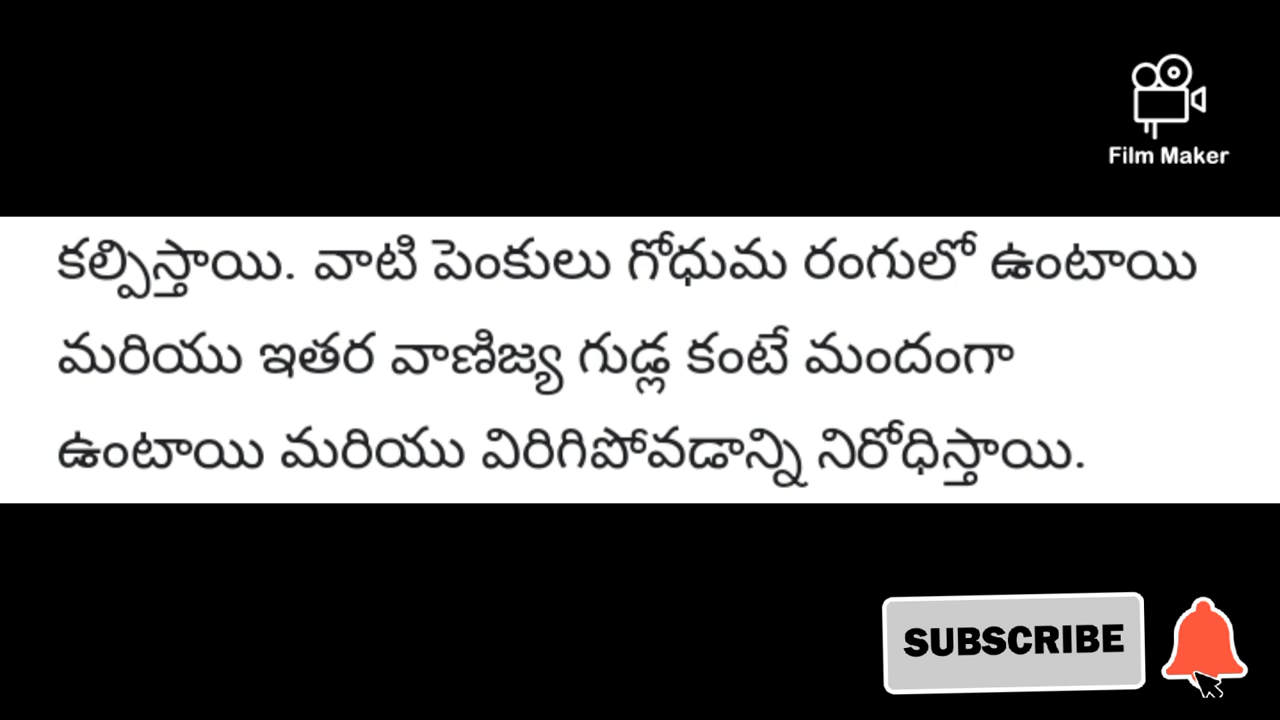 Film Maker
కల్పిస్తాయి. వాటి పెంకులు గోధుమ రంగులో ఉంటాయి
మరియు ఇతర వాణిజ్య గుడ్ల కంటే మందంగా
ఉంటాయి మరియు విరిగిపోవడాన్ని నిరోధిస్తాయి.
SUBSCRIBE